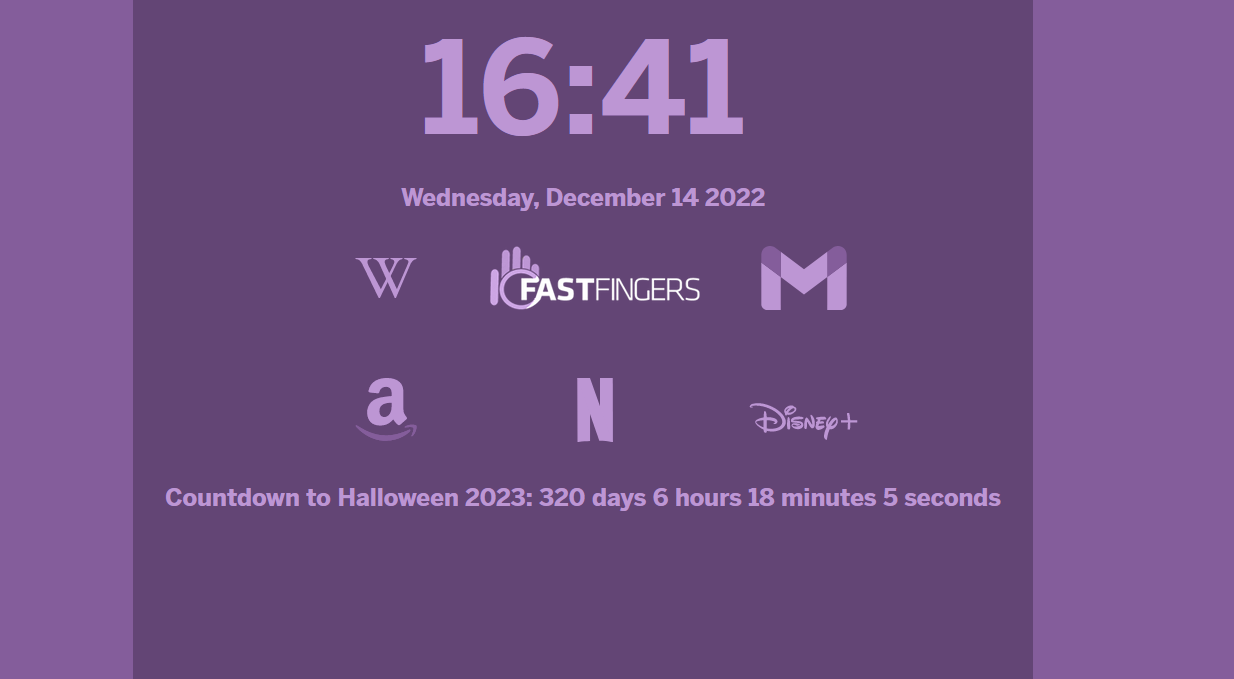 16:41
Wednesday, December 14 2022
W FASTFINGERS M
a N Disney+
Countdown to Halloween 2023: 320 days 6 hours 18 minutes 5 seconds